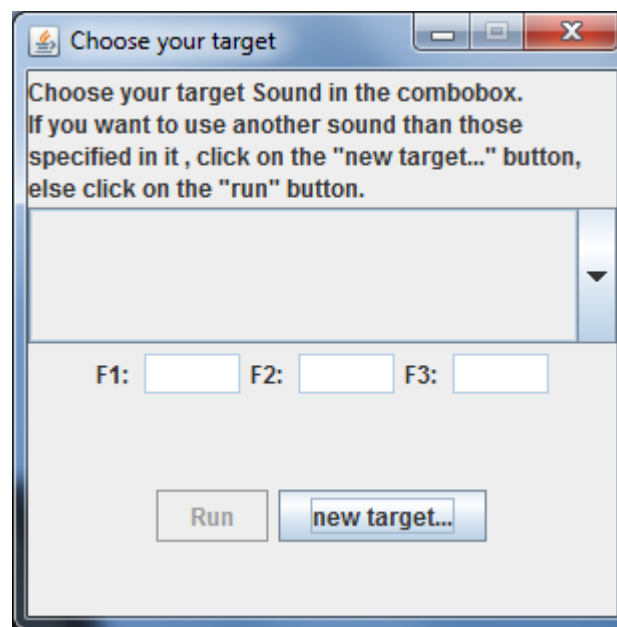 Choose your target
Choose your target Sound in the combobox.
If you want to use another sound than those
specified in it , click on the "new target..." button,
else click on the "run" button.
F1: F2: F3:
Run new target...